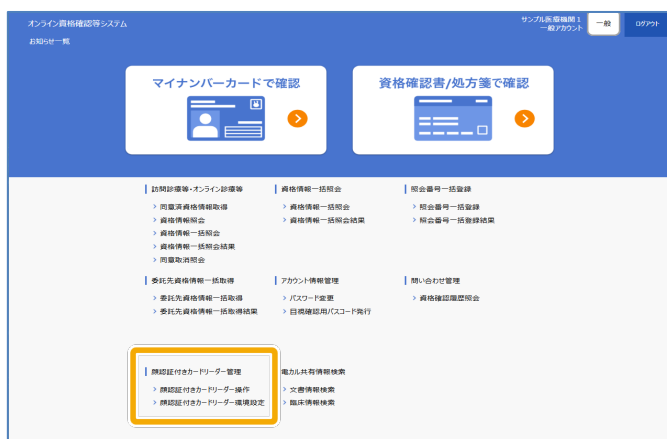 オンライン資格確認等システム
サンプル医療機関1
一般アカウント
一般
ログアウト
お知らせ一覧
マイナンバーカードで確認
資格確認書/処方箋で確認
訪問診療等・オンライン診療等
資格情報一括照会
照会番号一括登録
同意済資格情報取得
資格情報一括照会
照会番号一括登録
資格情報照会
資格情報一括照会結果
照会番号一括登録結果
資格情報一括照会
資格情報一括照会結果
同意取消照会
委託先資格情報一括取得
アカウント情報管理
問い合わせ管理
委託先資格情報一括取得
パスワード変更
資格確認履歴照会
委託先資格情報一括取得結果
目視確認用パスコード発行
顔認証付きカードリーダー管理
電カル共有情報検索
顔認証付きカードリーダー操作
文書情報検索
顔認証付きカードリーダー環境設定
臨床情報検索